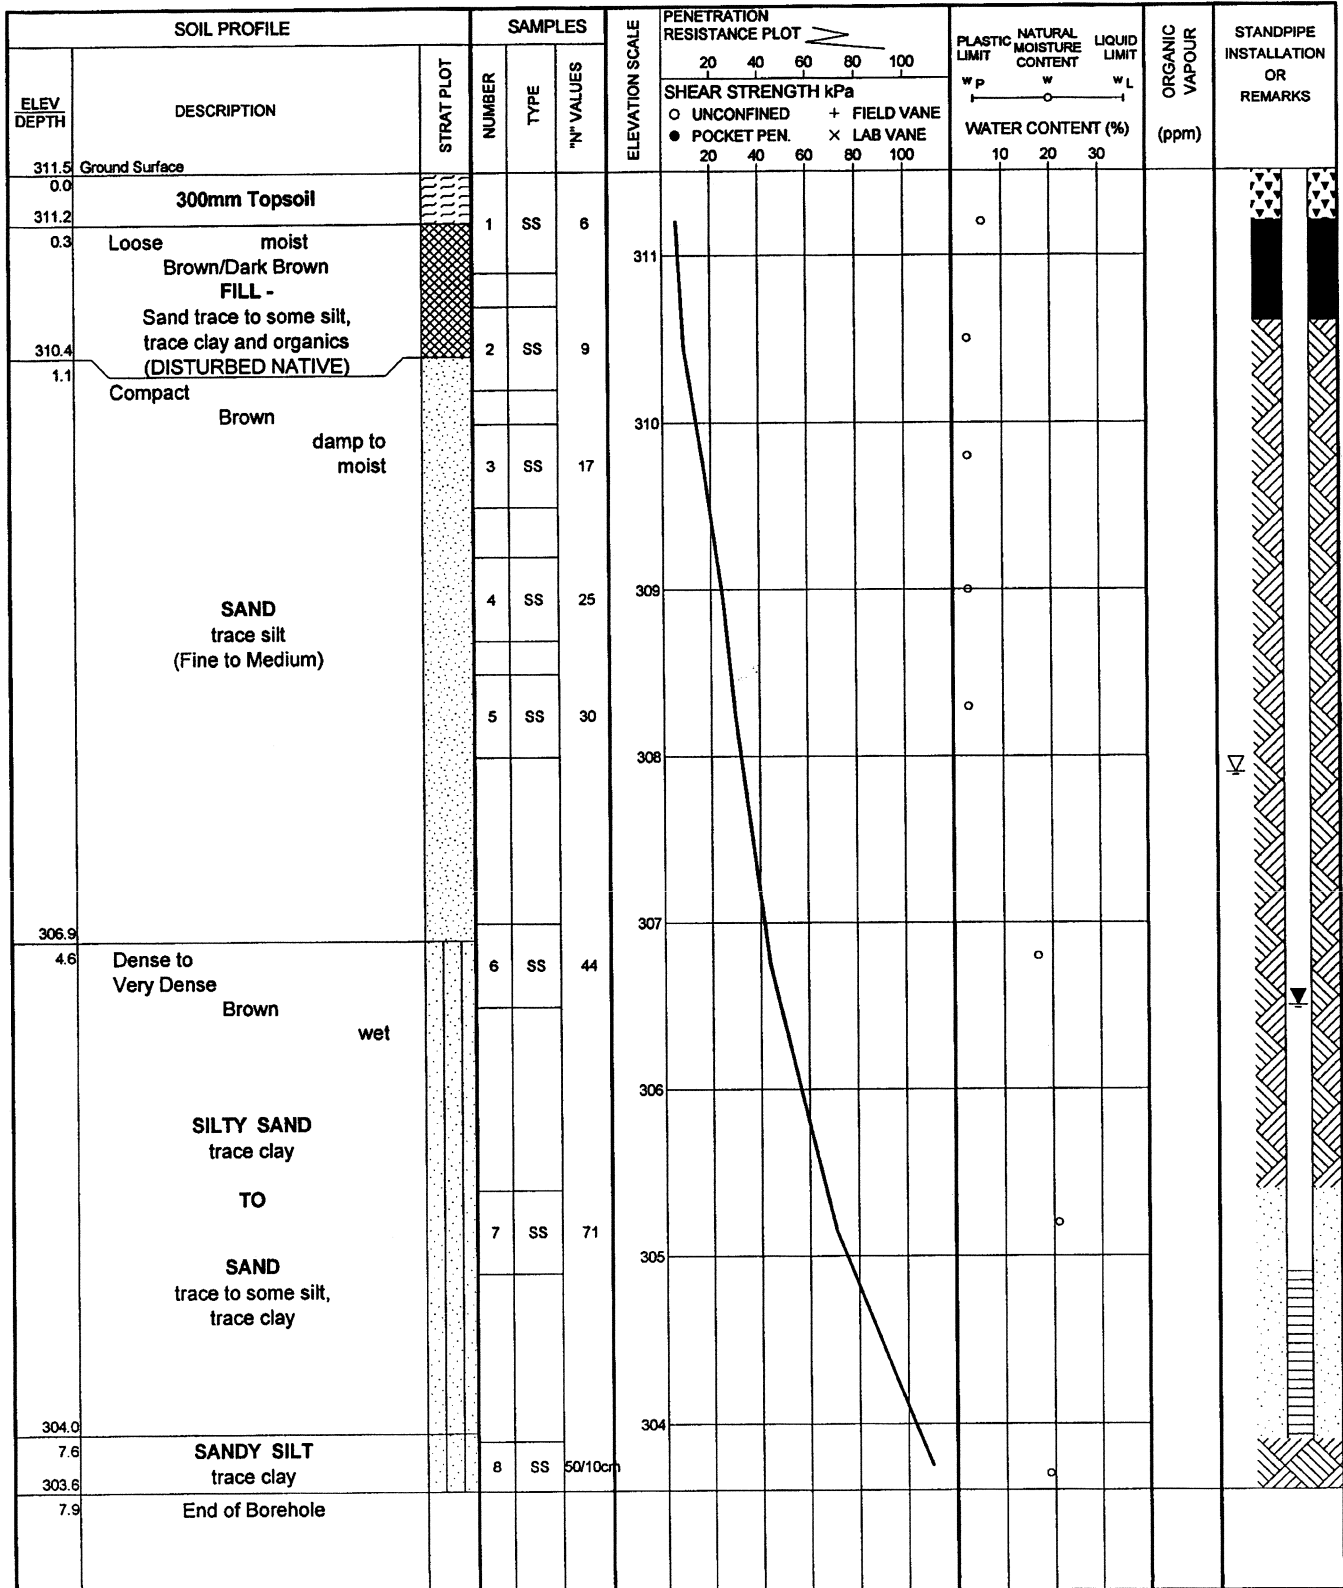 SOIL PROFILE
SAMPLES
ELEV
DEPTH
DESCRIPTION
STRAT PLOT
NUMBER
TYPE
"N" VALUES
ELEVATION SCALE
PENETRATION
RESISTANCE PLOT
20 40 60 80 100
SHEAR STRENGTH kPa
UNCONFINED + FIELD VANE
POCKET PEN. × LAB VANE
20 40 60 80 100
PLASTIC LIMIT
NATURAL MOISTURE CONTENT
LIQUID LIMIT
WP W WL
WATER CONTENT (%)
10 20 30
ORGANIC VAPOUR
(ppm)
STANDPIPE
INSTALLATION
OR
REMARKS
311.5 Ground Surface
0.0
300mm Topsoil
311.2
0.3
Loose moist
Brown/Dark Brown
FILL -
Sand trace to some silt,
trace clay and organics
(DISTURBED NATIVE)
310.4
1.1
Compact
Brown
damp to
moist
SAND
trace silt
(Fine to Medium)
306.9
4.6
Dense to
Very Dense
Brown
wet
SILTY SAND
trace clay
TO
SAND
trace to some silt,
trace clay
304.0
7.6
SANDY SILT
trace clay
303.6
7.9
End of Borehole
1 SS 6
2 SS 9
3 SS 17
4 SS 25
5 SS 30
6 SS 44
7 SS 71
8 SS 50/10cm
311
310
309
308
307
306
305
304